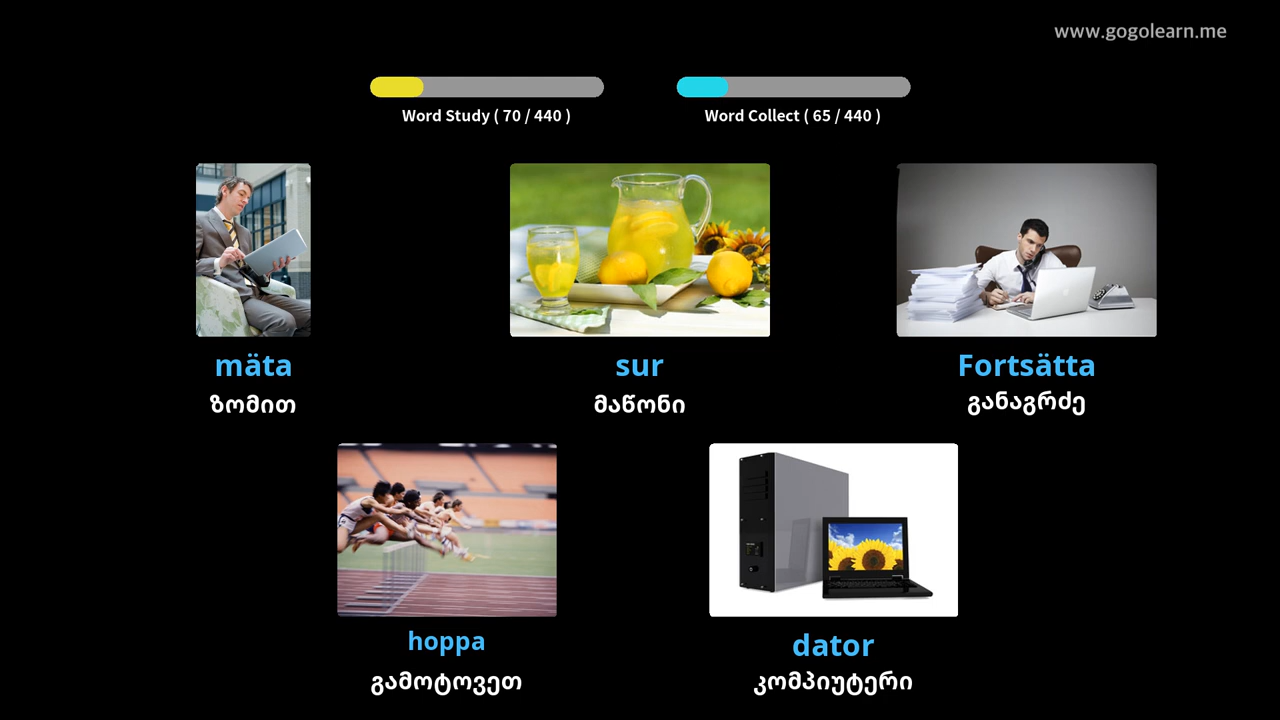 www.gogolearn.me
Word Study ( 70 / 440 )
Word Collect ( 65 / 440 )
mäta
ზომით
sur
მაწონი
Fortsätta
განაგრძე
hoppa
გამოტოვეთ
dator
კომპიუტერი